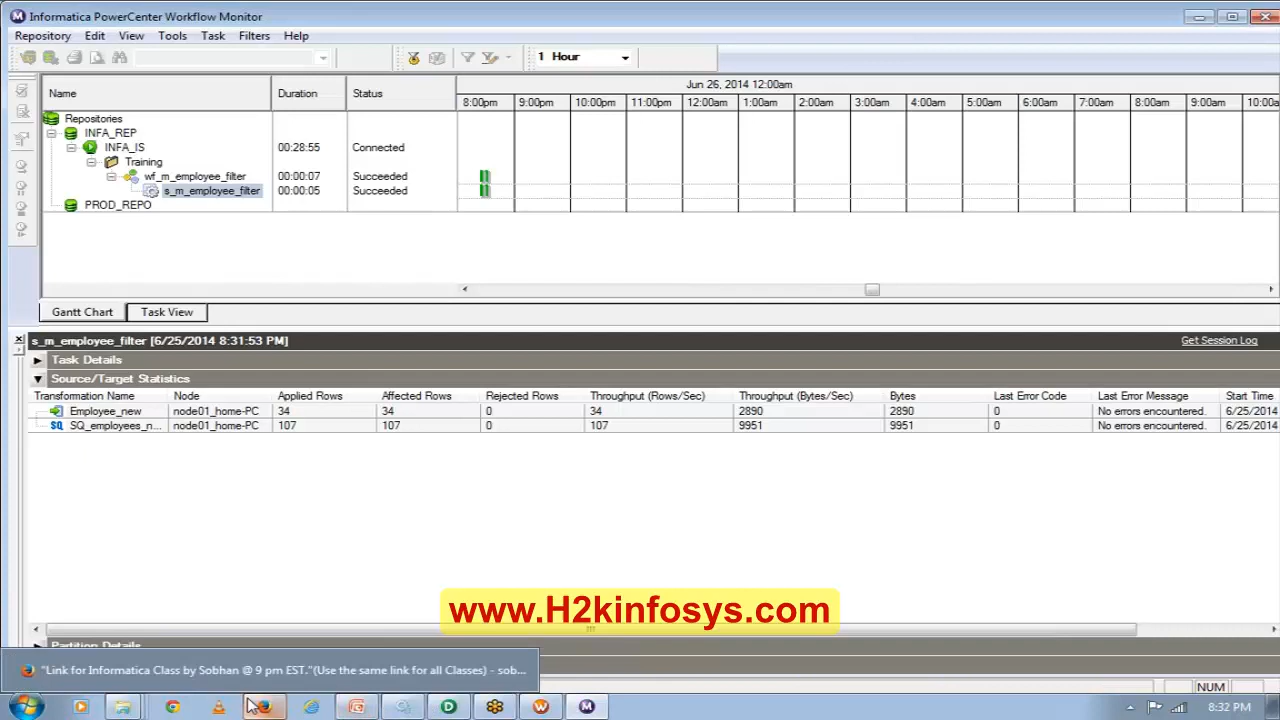 Informatica PowerCenter Workflow Monitor
Repository Edit View Tools Task Filters Help
1 Hour
Name Duration Status Jun 26, 2014 12:00am
8:00pm 9:00pm 10:00pm 11:00pm 12:00am 1:00am 2:00am 3:00am 4:00am 5:00am 6:00am 7:00am 8:00am 9:00am 10:00a
Repositories
INFA_REP
INFA_IS 00:28:55 Connected
Training
wf_m_employee_filter 00:00:07 Succeeded
s_m_employee_filter 00:00:05 Succeeded
PROD_REPO
Gantt Chart Task View
s_m_employee_filter [6/25/2014 8:31:53 PM] Get Session Log
Task Details
Source/Target Statistics
Transformation Name Node Applied Rows Affected Rows Rejected Rows Throughput (Rows/Sec) Throughput (Bytes/Sec) Bytes Last Error Code Last Error Message Start Time
Employee_new node01_home-PC 34 34 0 34 2890 2890 0 No errors encountered. 6/25/2014
SQ SQ_employees_n... node01_home-PC 107 107 0 107 9951 9951 0 No errors encountered. 6/25/2014
www.H2kinfosys.com
Partition Details
"Link for Informatica Class by Sobhan @ 9 pm EST."(Use the same link for all Classes) - sob...
NUM
8:32 PM